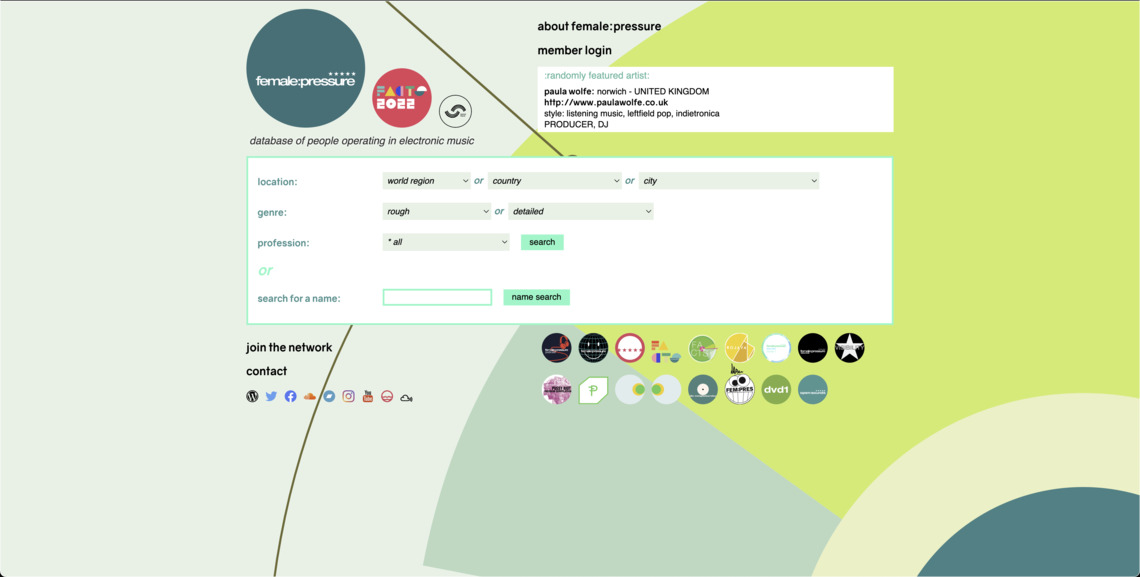 about female:pressure
female:pressure
FACTS
2022
member login
:randomly featured artist:
paula wolfe: norwich - UNITED KINGDOM
http://www.paulawolfe.co.uk
style: listening music, leftfield pop, indietronica
PRODUCER, DJ
database of people operating in electronic music
location: world region or country or city
genre: rough or detailed
profession: * all search
or
search for a name: name search
join the network
contact
FEM:PRES
dvd1